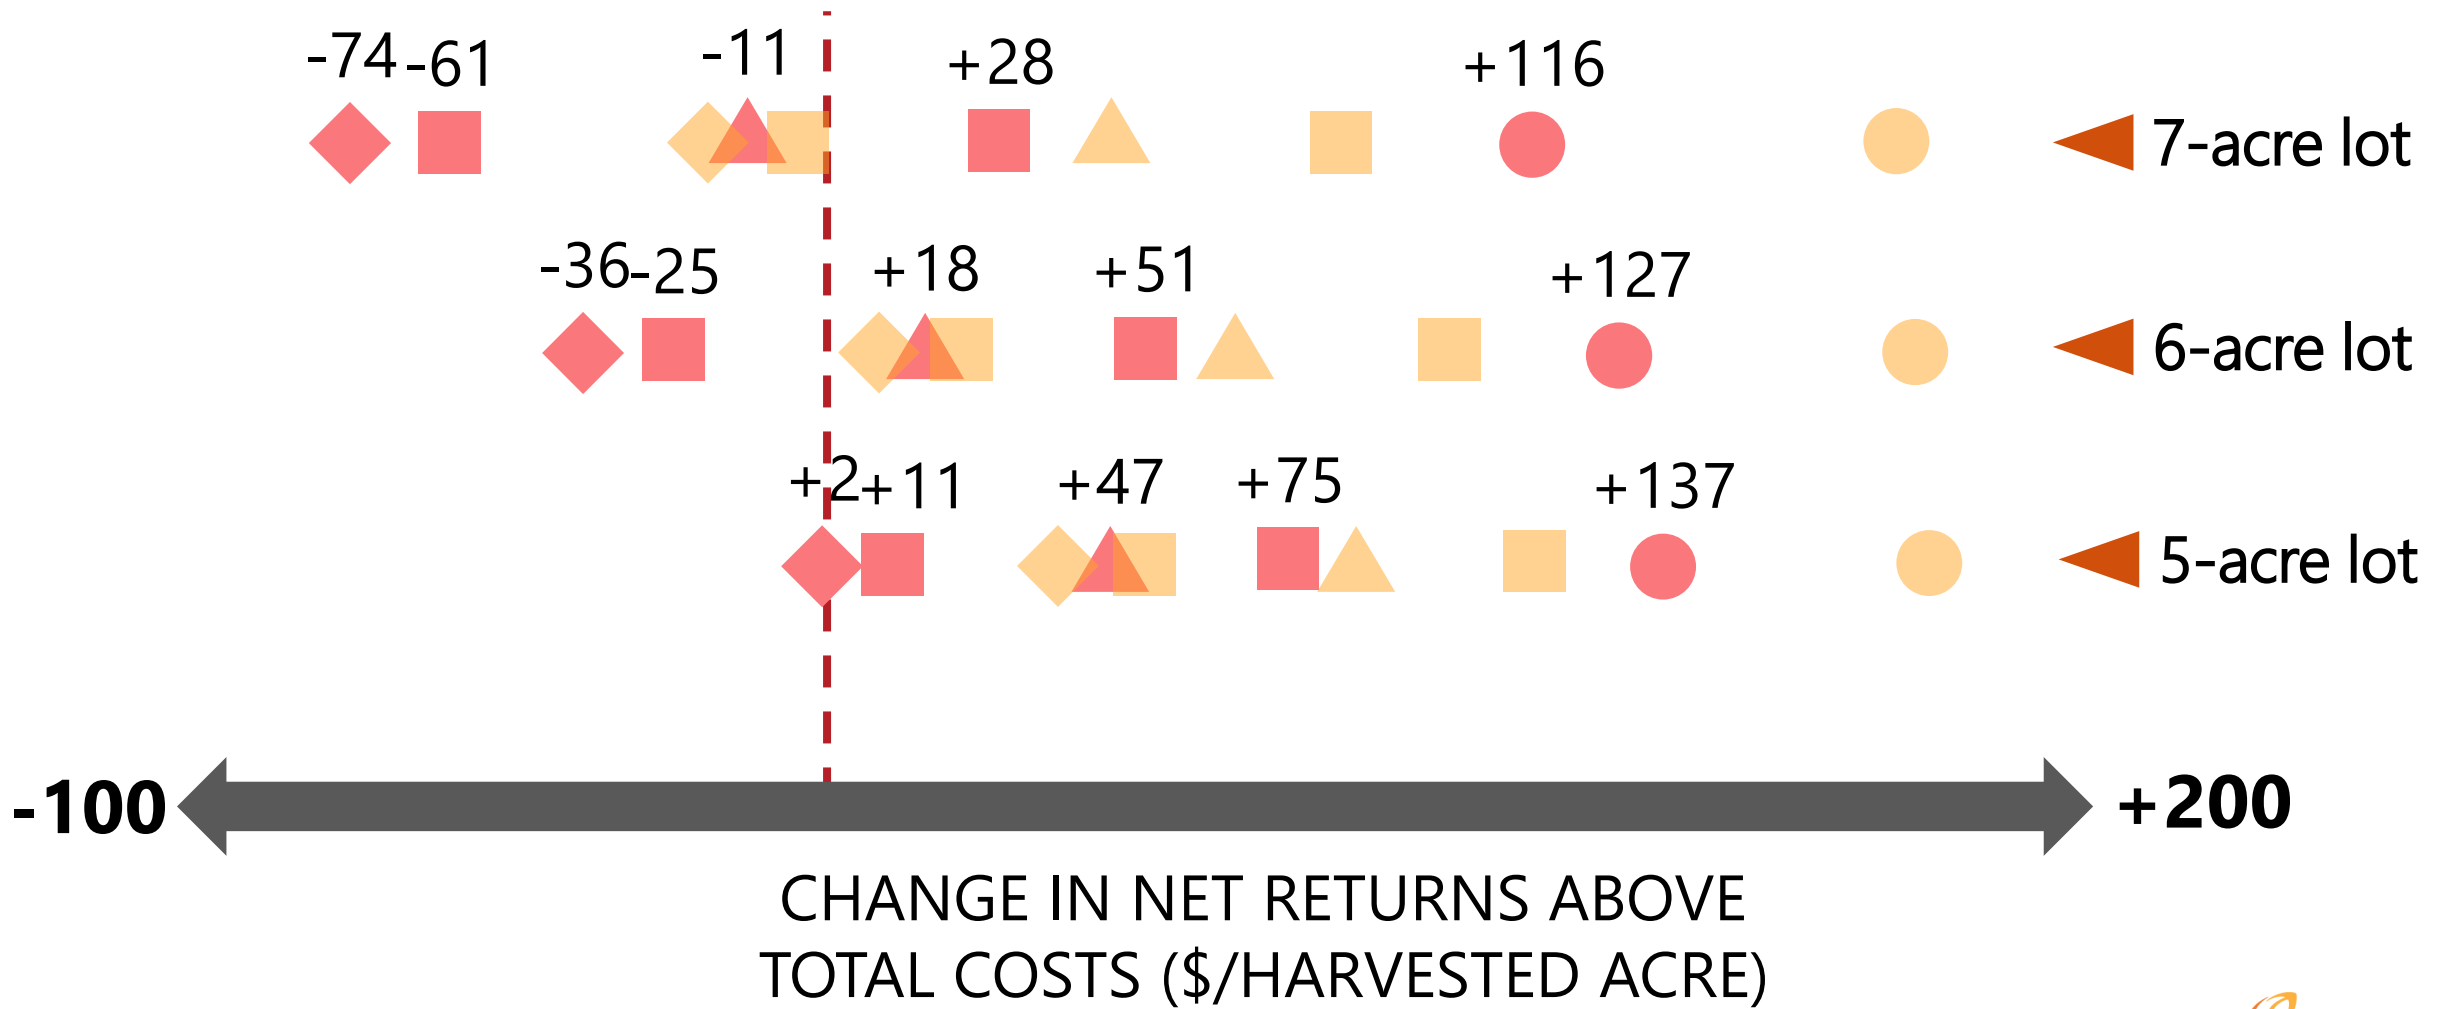 -74 -61 -11 +28 +116
7-acre lot
-36 -25 +18 +51 +127
6-acre lot
+2 +11 +47 +75 +137
5-acre lot
-100 +200
CHANGE IN NET RETURNS ABOVE
TOTAL COSTS ($/HARVESTED ACRE)